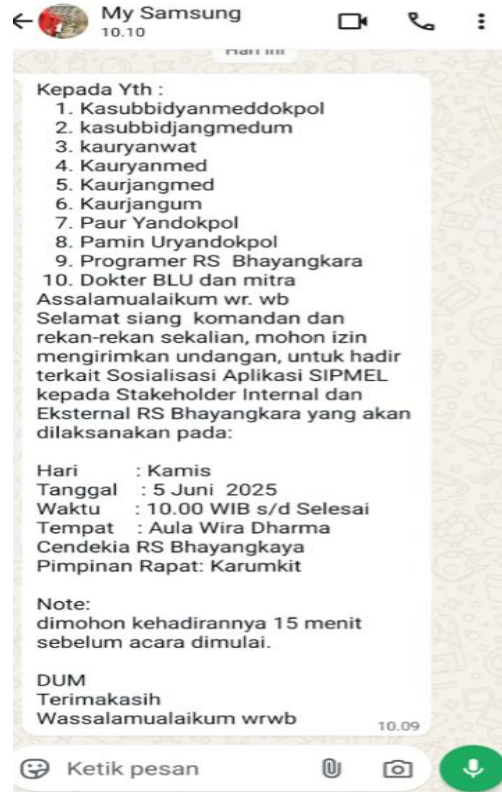 My Samsung
10.10
Hari ini
Kepada Yth :
1. Kasubbidyanmeddokpol
2. kasubbidjangmedum
3. kauryanwat
4. Kauryanmed
5. Kaurjangmed
6. Kaurjangum
7. Paur Yandokpol
8. Pamin Uryandokpol
9. Programer RS Bhayangkara
10. Dokter BLU dan mitra
Assalamualaikum wr. wb
Selamat siang komandan dan
rekan-rekan sekalian, mohon izin
mengirimkan undangan, untuk hadir
terkait Sosialisasi Aplikasi SIPMEL
kepada Stakeholder Internal dan
Eksternal RS Bhayangkara yang akan
dilaksanakan pada:
Hari : Kamis
Tanggal : 5 Juni 2025
Waktu : 10.00 WIB s/d Selesai
Tempat : Aula Wira Dharma
Cendekia RS Bhayangkaya
Pimpinan Rapat: Karumkit
Note:
dimohon kehadirannya 15 menit
sebelum acara dimulai.
DUM
Terimakasih
Wassalamualaikum wrwb
10.09
Ketik pesan